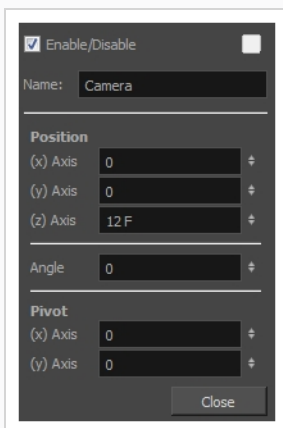 Enable/Disable
Name: Camera
Position
(x) Axis 0
(y) Axis 0
(z) Axis 12 F
Angle 0
Pivot
(x) Axis 0
(y) Axis 0
Close